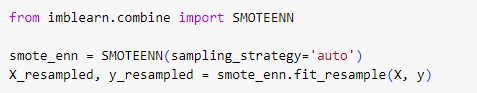 from imblearn.combine import SMOTEENN
smote_enn = SMOTEENN(sampling_strategy='auto')
X_resampled, y_resampled = smote_enn.fit_resample(X, y)